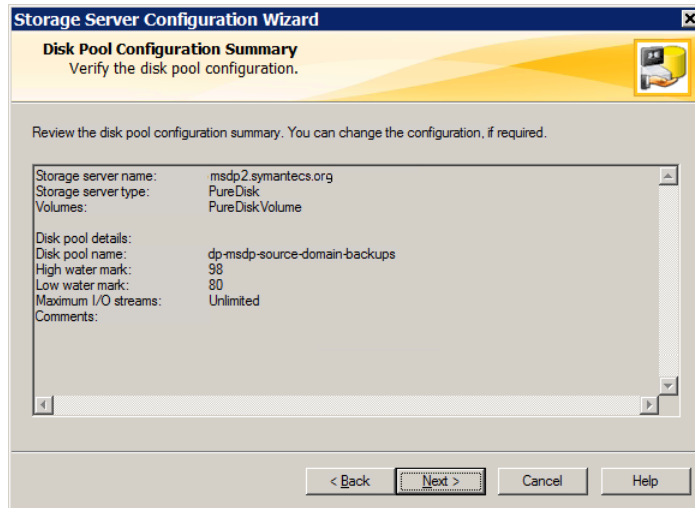 Storage Server Configuration Wizard
Disk Pool Configuration Summary
Verify the disk pool configuration.
Review the disk pool configuration summary. You can change the configuration, if required.
Storage server name: msdp2.symantecs.org
Storage server type: PureDisk
Volumes: PureDiskVolume
Disk pool details:
Disk pool name: dp-msdp-source-domain-backups
High water mark: 98
Low water mark: 80
Maximum I/O streams: Unlimited
Comments:
< Back Next > Cancel Help